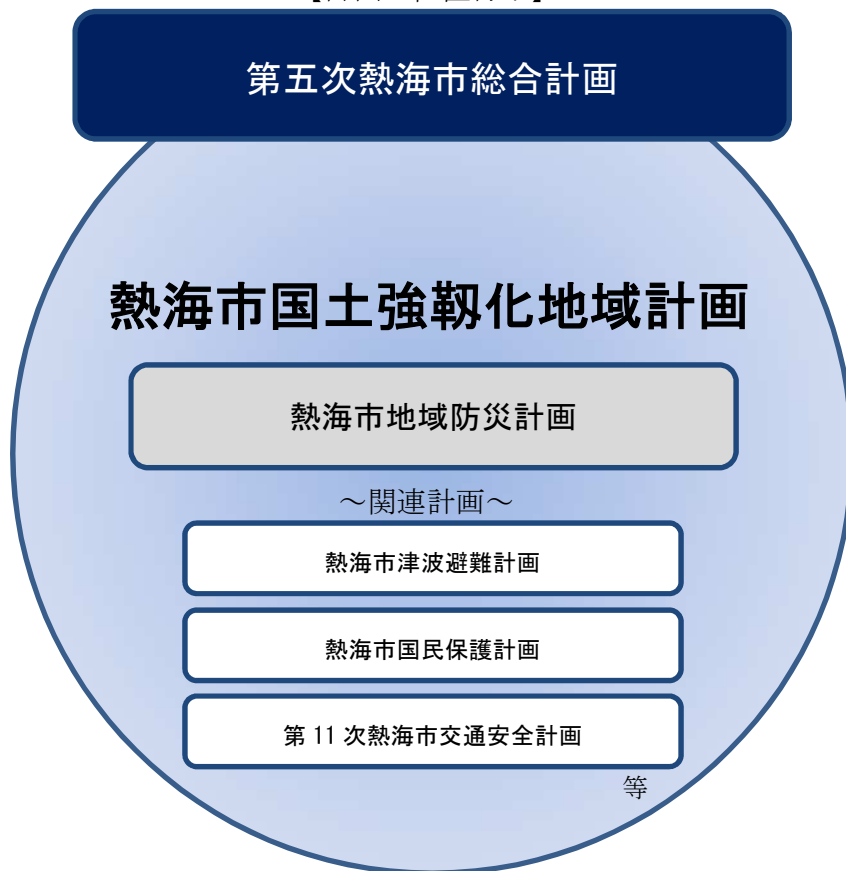 第五次熱海市総合計画
熱海市国土強靱化地域計画
熱海市地域防災計画
～関連計画～
熱海市津波避難計画
熱海市国民保護計画
第 11 次熱海市交通安全計画
等